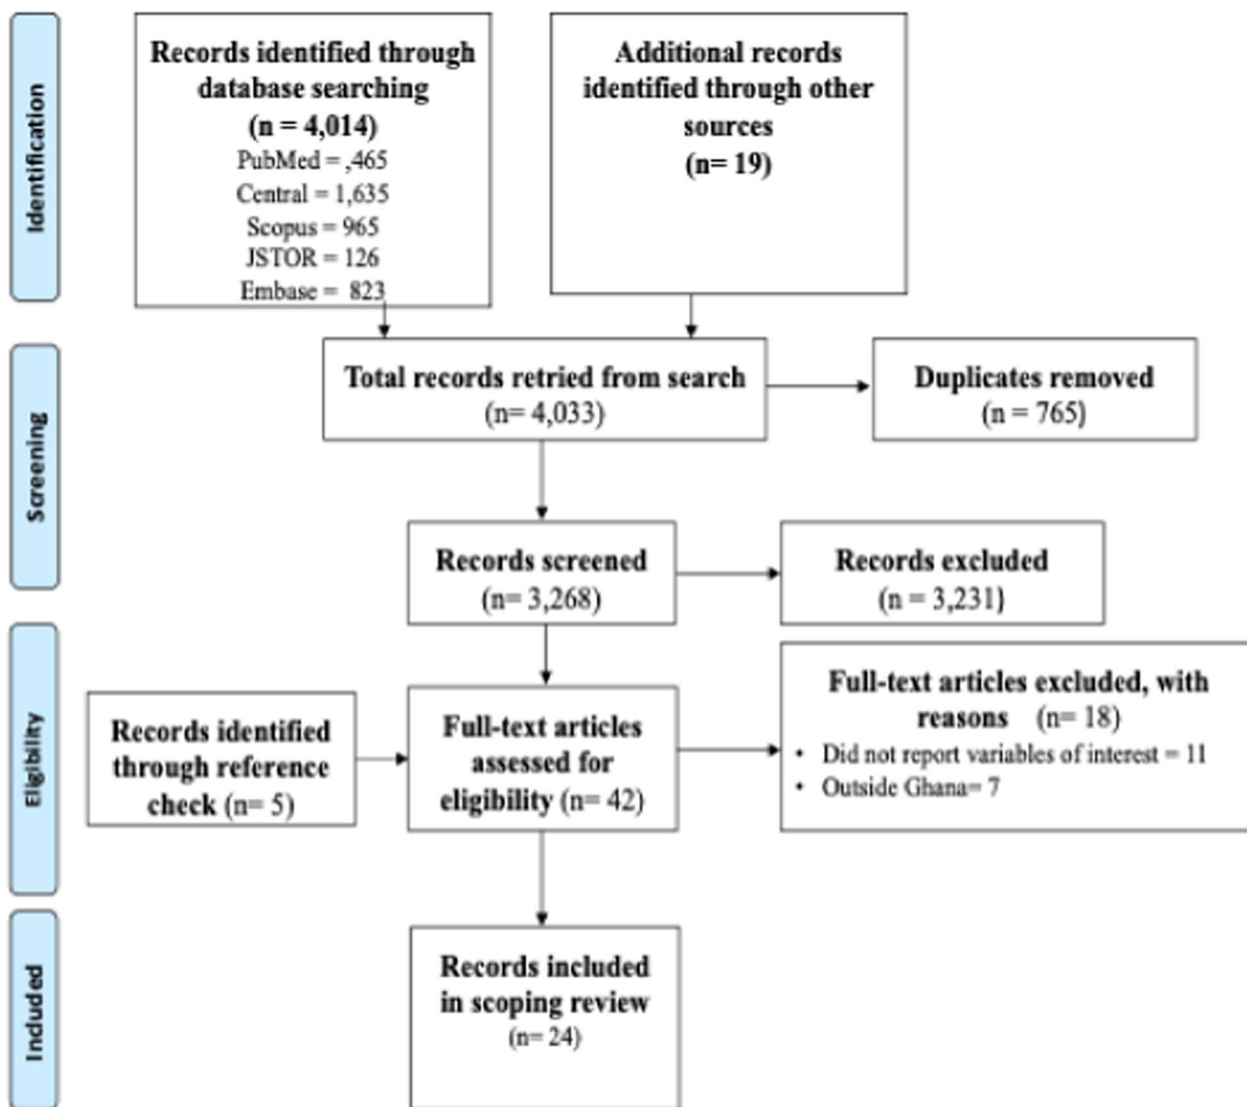 Identification
Records identified through
database searching
(n = 4,014)
PubMed = ,465
Central = 1,635
Scopus = 965
JSTOR = 126
Embase = 823
Additional records
identified through other
sources
(n= 19)
Screening
Total records retried from search
(n= 4,033)
Duplicates removed
(n = 765)
Records screened
(n= 3,268)
Records excluded
(n = 3,231)
Eligibility
Records identified
through reference
check (n= 5)
Full-text articles
assessed for
eligibility (n= 42)
Full-text articles excluded, with
reasons (n= 18)
• Did not report variables of interest = 11
• Outside Ghana= 7
Included
Records included
in scoping review
(n= 24)